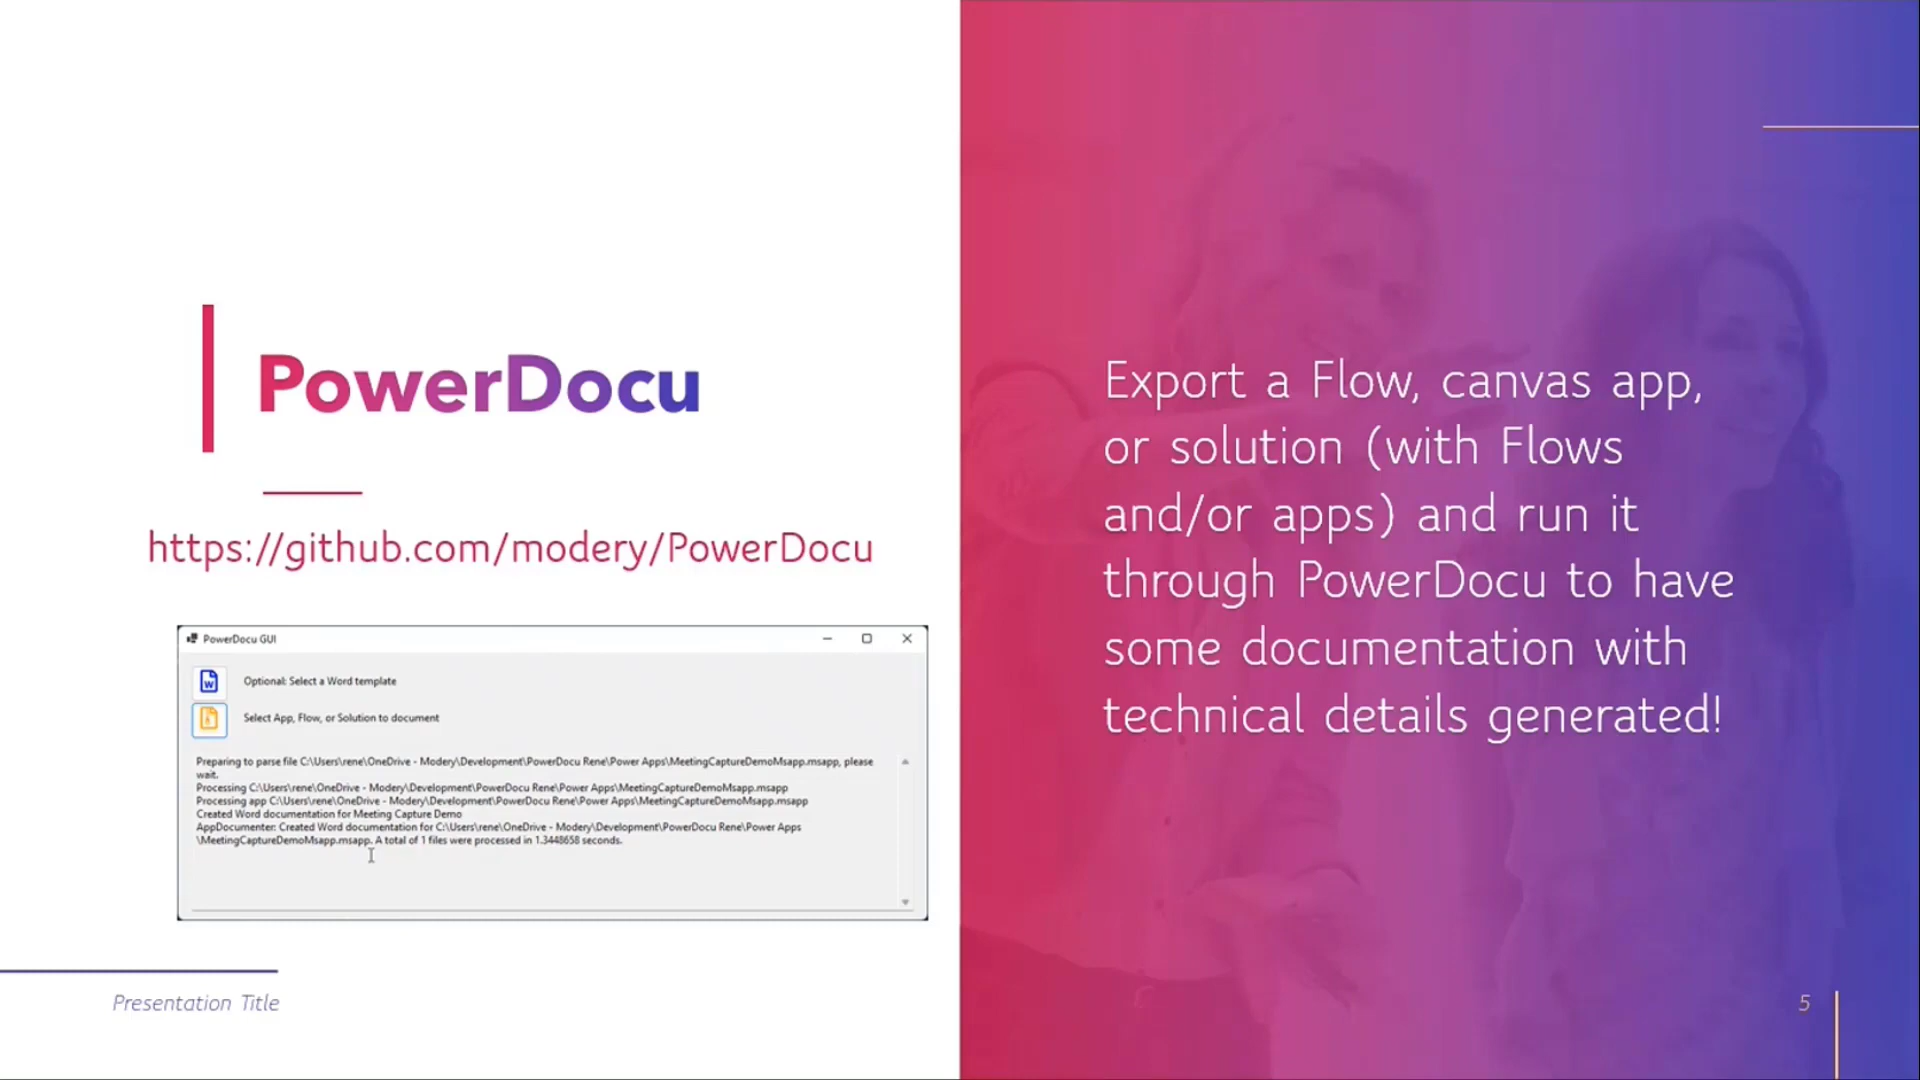 PowerDocu
https://github.com/modery/PowerDocu
PowerDocu GUI
Optional: Select a Word template
Select App, Flow, or Solution to document
Preparing to parse file C:\Users\rene\OneDrive - Modery\Development\PowerDocu Rene\Power Apps\MeetingCaptureDemoMsapp.msapp, please
wait.
Processing C:\Users\rene\OneDrive - Modery\Development\PowerDocu Rene\Power Apps\MeetingCaptureDemoMsapp.msapp
Processing app C:\Users\rene\OneDrive - Modery\Development\PowerDocu Rene\Power Apps\MeetingCaptureDemoMsapp.msapp
Created Word documentation for Meeting Capture Demo
AppDocumenter: Created Word documentation for C:\Users\rene\OneDrive - Modery\Development\PowerDocu Rene\Power Apps
\MeetingCaptureDemoMsapp.msapp. A total of 1 files were processed in 1.3448658 seconds.
Presentation Title
Export a Flow, canvas app,
or solution (with Flows
and/or apps) and run it
through PowerDocu to have
some documentation with
technical details generated!
5